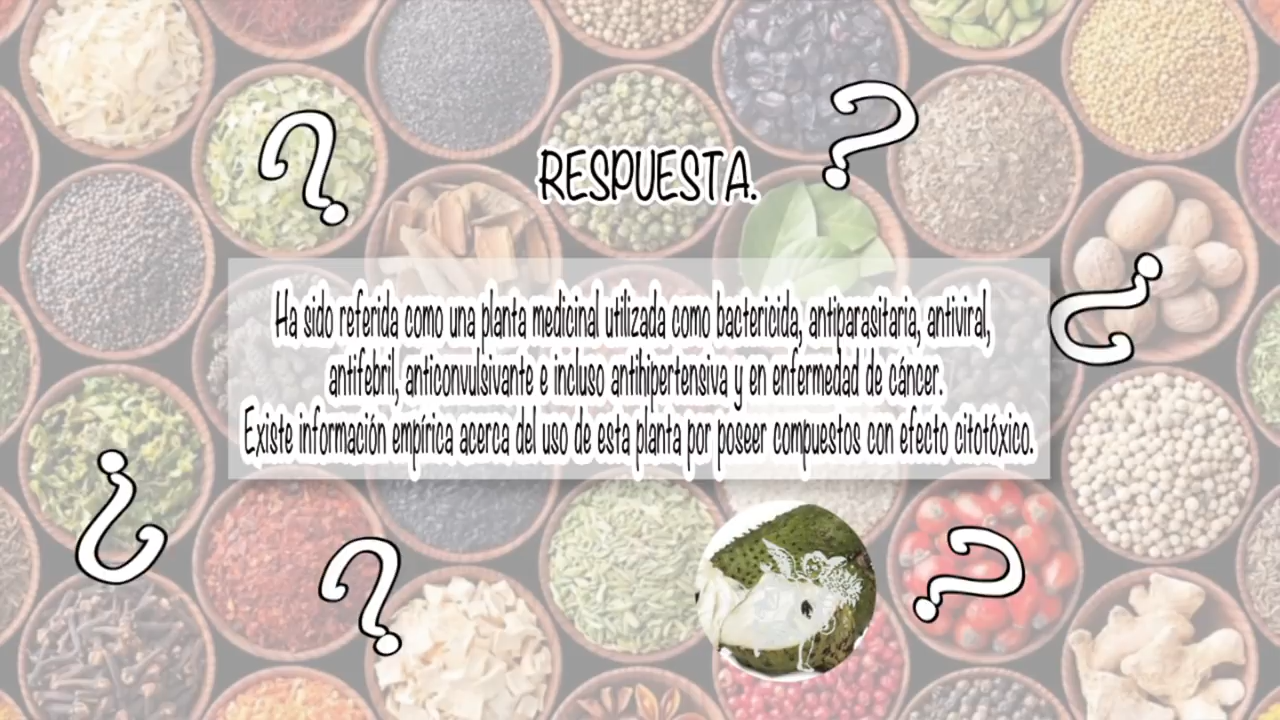 RESPUESTA.
Ha sido referida como una planta medicinal utilizada como bactericida, antiparasitaria, antiviral,
antifebril, anticonvulsivante e incluso antihipertensiva y en enfermedad de cáncer.
Existe información empírica acerca del uso de esta planta por poseer compuestos con efecto citotóxico.